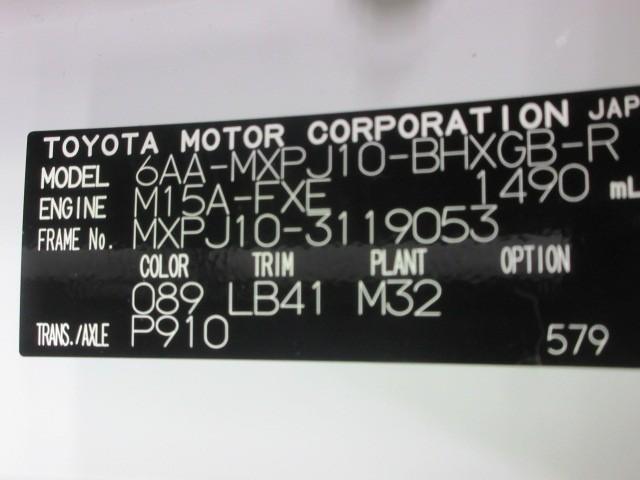 TOYOTA MOTOR CORPORATION JAP
MODEL 6AA-MXPJ10-BHXGB-R
ENGINE M15A-FXE 1490 mL
FRAME No. MXPJ10-3119053
COLOR TRIM PLANT OPTION
089 LB41 M32
TRANS./AXLE P910 579